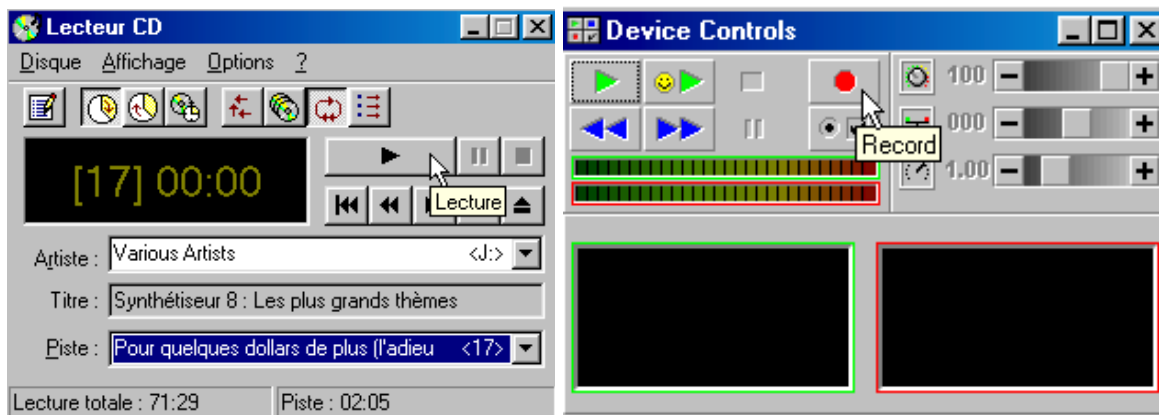 Lecteur CD
Disque Affichage Options ?
[17] 00:00
Lecture
Artiste : Various Artists <J:>
Titre : Synthétiseur 8 : Les plus grands thèmes
Piste : Pour quelques dollars de plus (l'adieu <17>
Lecture totale : 71:29 Piste : 02:05
Device Controls
100
000
Record
1.00